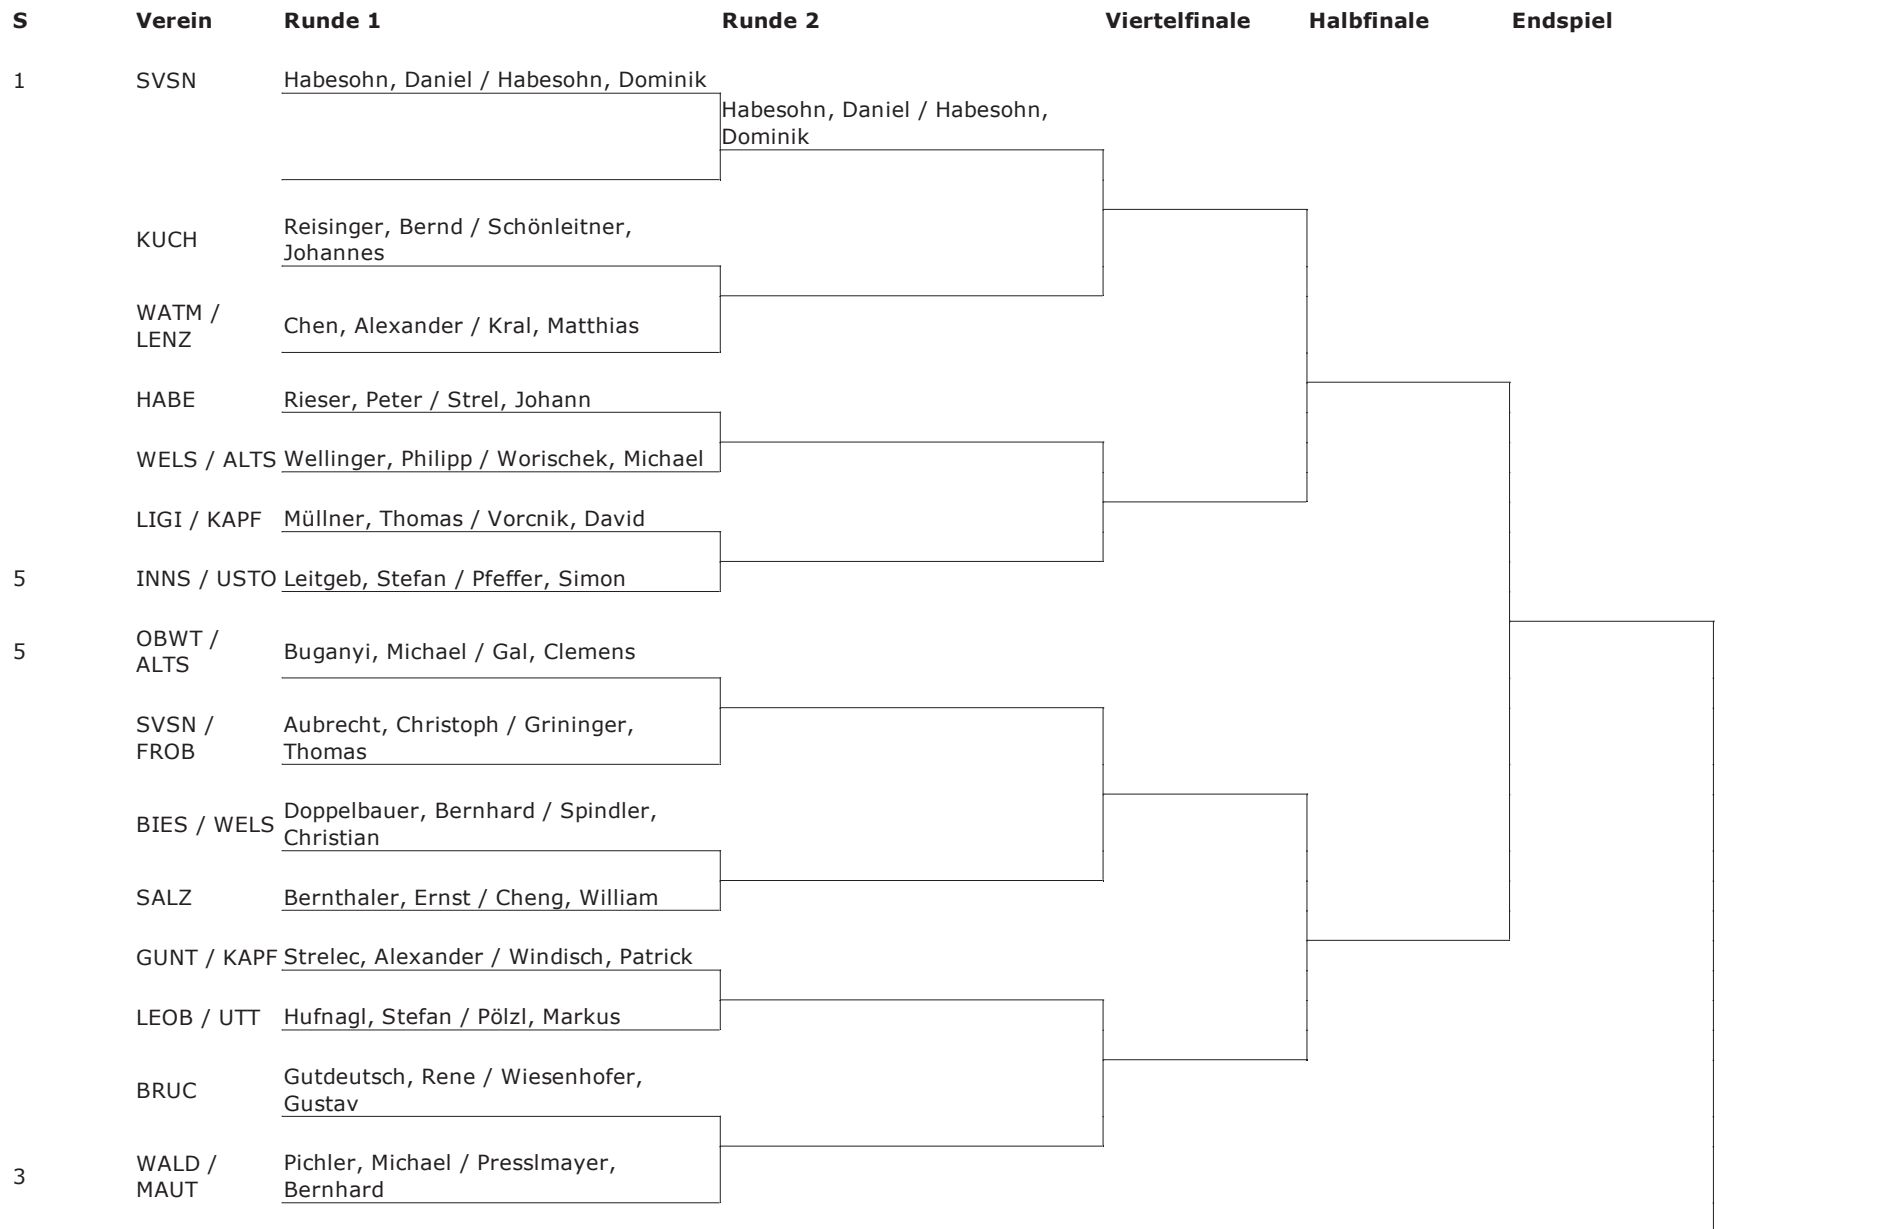 S Verein Runde 1 Runde 2 Viertelfinale Halbfinale Endspiel
1 SVSN Habesohn, Daniel / Habesohn, Dominik
Habesohn, Daniel / Habesohn,
Dominik
KUCH
Reisinger, Bernd / Schönleitner,
Johannes
WATM /
LENZ
Chen, Alexander / Kral, Matthias
HABE Rieser, Peter / Strel, Johann
WELS / ALTS Wellinger, Philipp / Worischek, Michael
LIGI / KAPF Müllner, Thomas / Vorcnik, David
5 INNS / USTO Leitgeb, Stefan / Pfeffer, Simon
5
OBWT /
ALTS
Buganyi, Michael / Gal, Clemens
SVSN /
FROB
Aubrecht, Christoph / Grininger,
Thomas
BIES / WELS
Doppelbauer, Bernhard / Spindler,
Christian
SALZ Bernthaler, Ernst / Cheng, William
GUNT / KAPF Strelec, Alexander / Windisch, Patrick
LEOB / UTT Hufnagl, Stefan / Pölzl, Markus
BRUC
Gutdeutsch, Rene / Wiesenhofer,
Gustav
3
WALD /
MAUT
Pichler, Michael / Presslmayer,
Bernhard